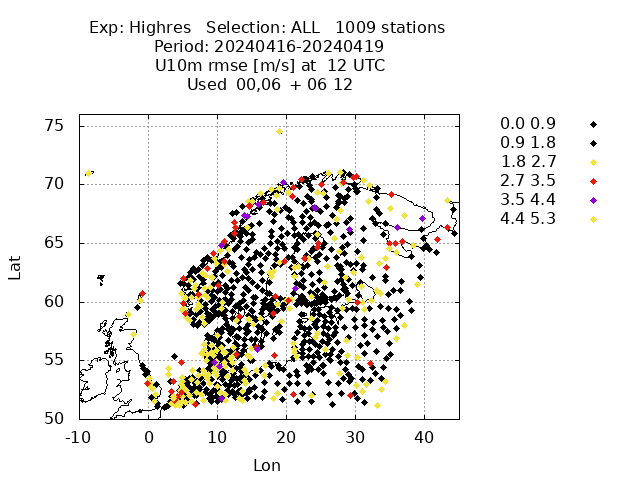 Exp: Highres   Selection: ALL   1009 stations
Period: 20240416-20240419
U10m rmse [m/s] at  12 UTC
Used  00,06  + 06 12
75
70
65
60
55
50
Lat
-10 0 10 20 30 40
Lon
0.0 0.9
0.9 1.8
1.8 2.7
2.7 3.5
3.5 4.4
4.4 5.3